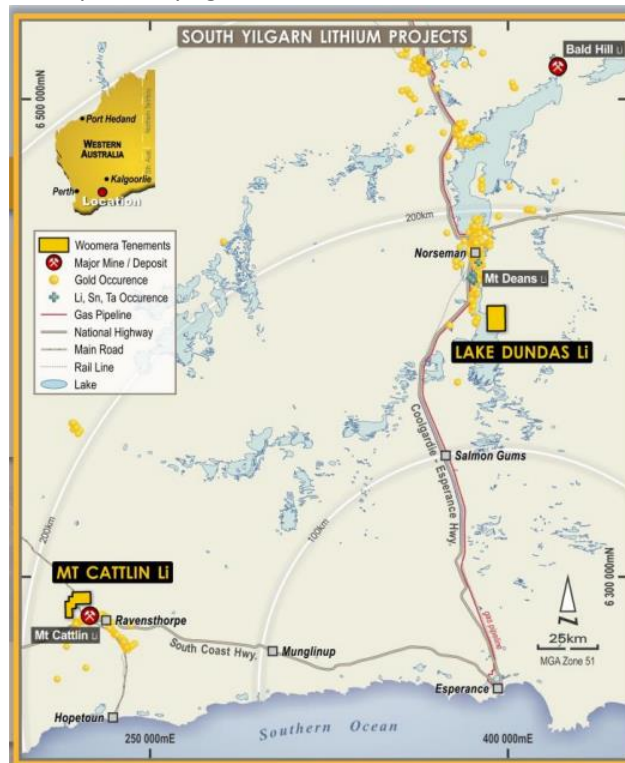 SOUTH YILGARN LITHIUM PROJECTS
Bald Hill Li
6 500 000mN
Port Hedand
WESTERN
AUSTRALIA
Kalgoorlie
Perth
Location
200km
Woomera Tenements
Major Mine / Deposit
Gold Occurence
Li, Sn, Ta Occurence
Gas Pipeline
National Highway
Main Road
Rail Line
Lake
Norseman
Mt Deans Li
LAKE DUNDAS Li
Coolgardie - Esperance Hwy.
Salmon Gums
100km
200km
MT CATTLIN Li
Mt Cattlin Li
Ravensthorpe
South Coast Hwy.
Munglinup
gas pipeline
6 300 000mN
N
25km
MGA Zone 51
Esperance
Hopetoun
Southern Ocean
250 000mE
400 000mE